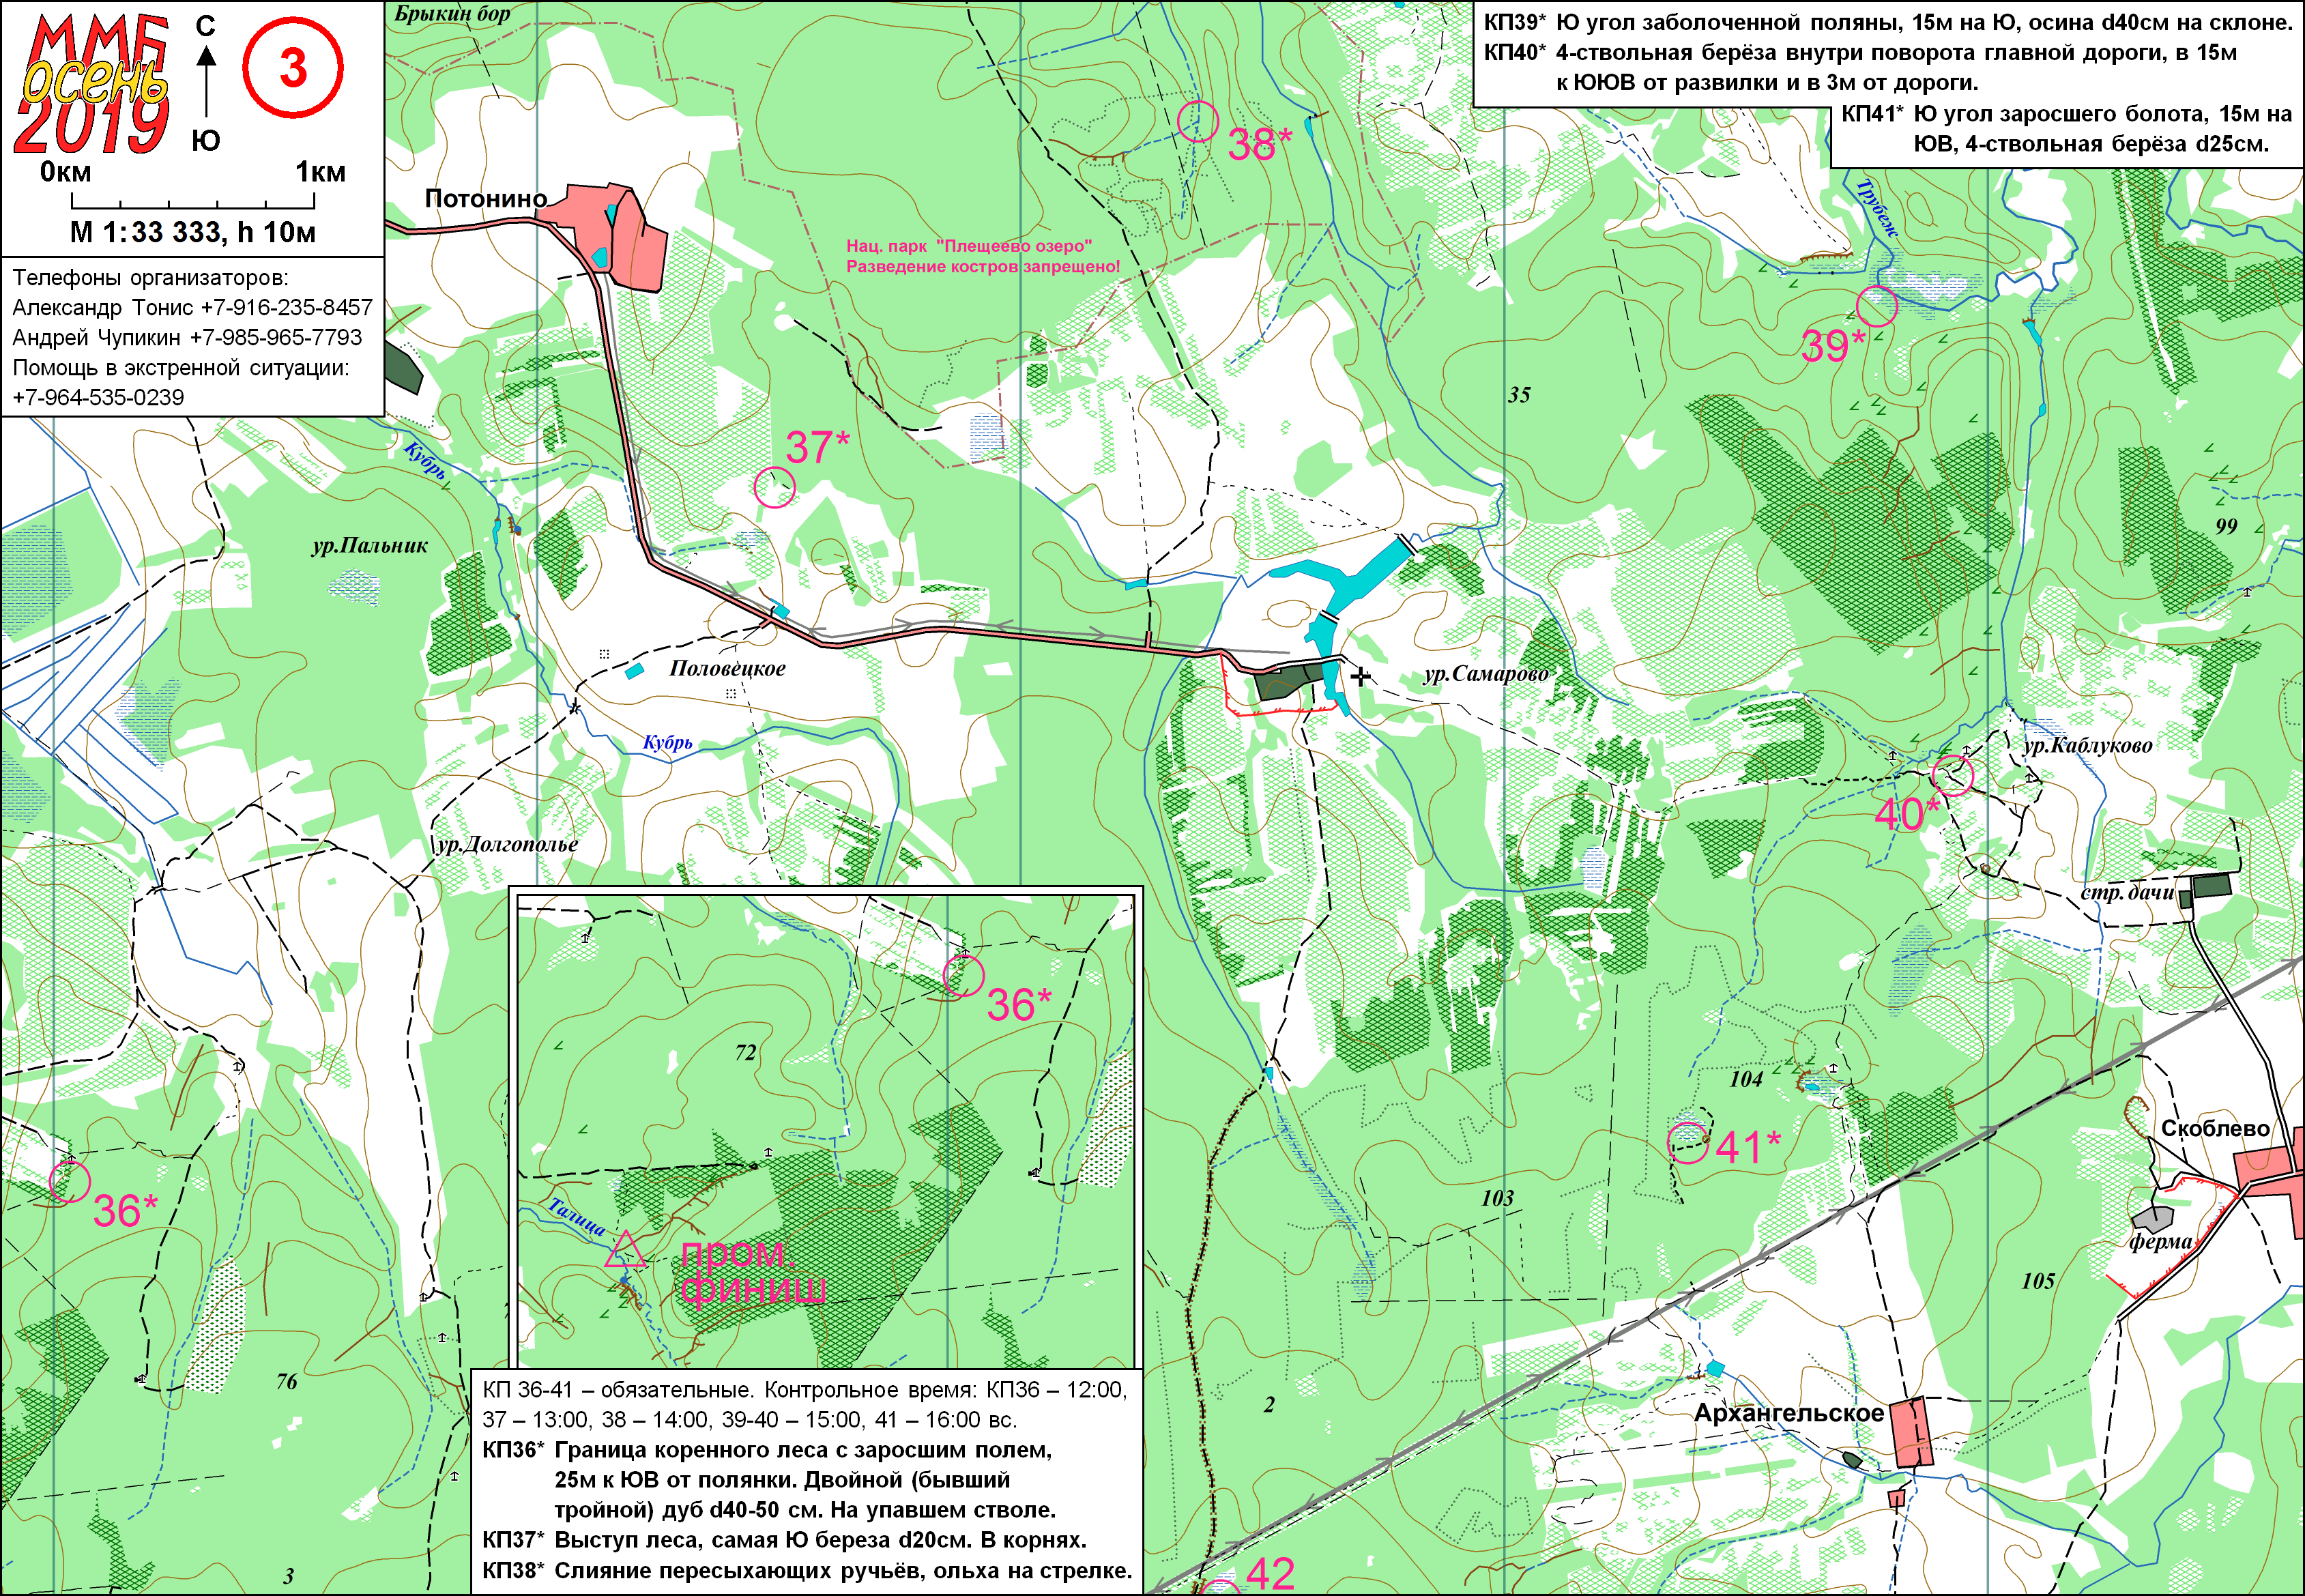 ММБ
осень
2019
С
Ю
3
0км 1км
М 1:33 333, h 10м
Телефоны организаторов:
Александр Тонис +7-916-235-8457
Андрей Чупикин +7-985-965-7793
Помощь в экстренной ситуации:
+7-964-535-0239
КП39* Ю угол заболоченной поляны, 15м на Ю, осина d40см на склоне.
КП40* 4-ствольная берёза внутри поворота главной дороги, в 15м
к ЮЮВ от развилки и в 3м от дороги.
КП41* Ю угол заросшего болота, 15м на
ЮВ, 4-ствольная берёза d25см.
Брыкин бор
38*
Потонино
Трубеж
Нац. парк "Плещеево озеро"
Разведение костров запрещено!
39*
35
37*
Кубрь
99
ур.Пальник
Половецкое
ур.Самарово
Кубрь
ур.Каблуково
40*
ур.Долгополье
стр.дачи
36*
72
104
Скоблево
41*
36*
103
Талица
пром.
финиш
ферма
105
76
2
Архангельское
КП 36-41 – обязательные. Контрольное время: КП36 – 12:00,
37 – 13:00, 38 – 14:00, 39-40 – 15:00, 41 – 16:00 вс.
КП36* Граница коренного леса с заросшим полем,
25м к ЮВ от полянки. Двойной (бывший
тройной) дуб d40-50 см. На упавшем стволе.
КП37* Выступ леса, самая Ю береза d20см. В корнях.
КП38* Слияние пересыхающих ручьёв, ольха на стрелке.
3
42